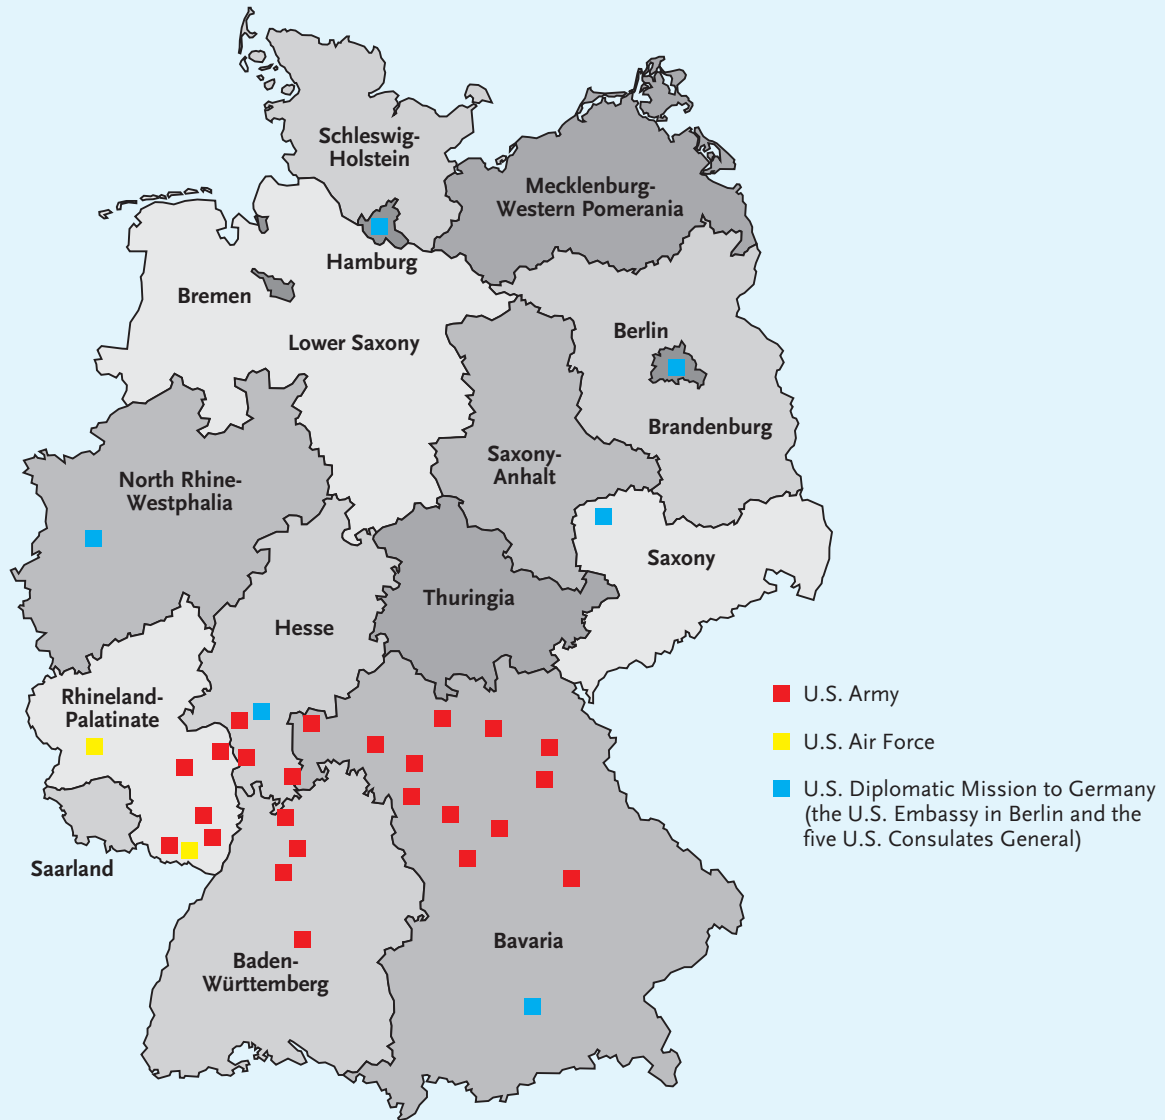 Schleswig-
Holstein
Mecklenburg-
Western Pomerania
Hamburg
Bremen
Lower Saxony
Berlin
Brandenburg
Saxony-
Anhalt
North Rhine-
Westphalia
Saxony
Thuringia
Hesse
Rhineland-
Palatinate
Saarland
Baden-
Württemberg
Bavaria
U.S. Army
U.S. Air Force
U.S. Diplomatic Mission to Germany
(the U.S. Embassy in Berlin and the
five U.S. Consulates General)